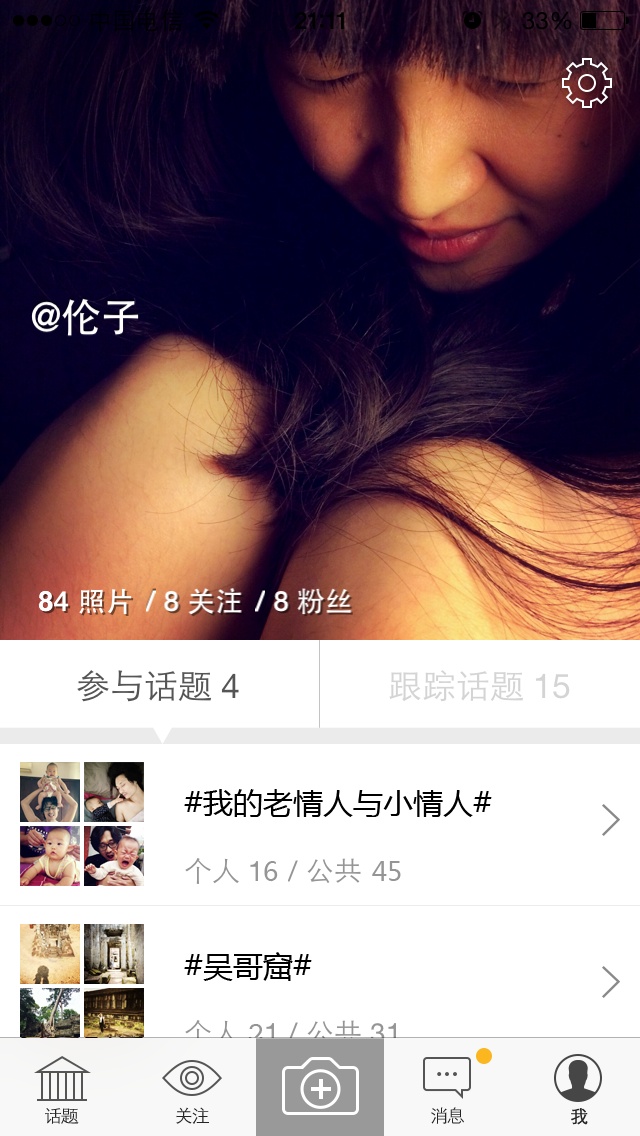 中国电信 21:11 33%
@伦子
84 照片 / 8 关注 / 8 粉丝
参与话题 4 跟踪话题 15
#我的老情人与小情人#
个人 16 / 公共 45
#吴哥窟#
个人 21 / 公共 31
话题 关注 消息 我